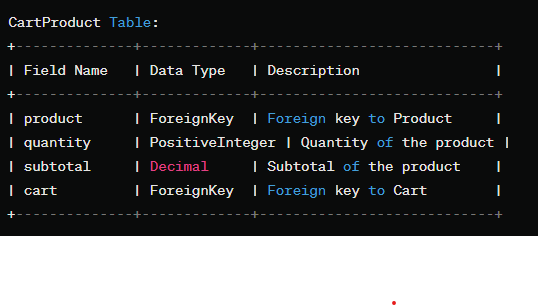 CartProduct Table:
+--------------+-------------+----------------------------+
| Field Name   | Data Type   | Description                |
+--------------+-------------+----------------------------+
| product      | ForeignKey  | Foreign key to Product     |
| quantity     | PositiveInteger | Quantity of the product |
| subtotal     | Decimal     | Subtotal of the product    |
| cart         | ForeignKey  | Foreign key to Cart        |
+--------------+-------------+----------------------------+